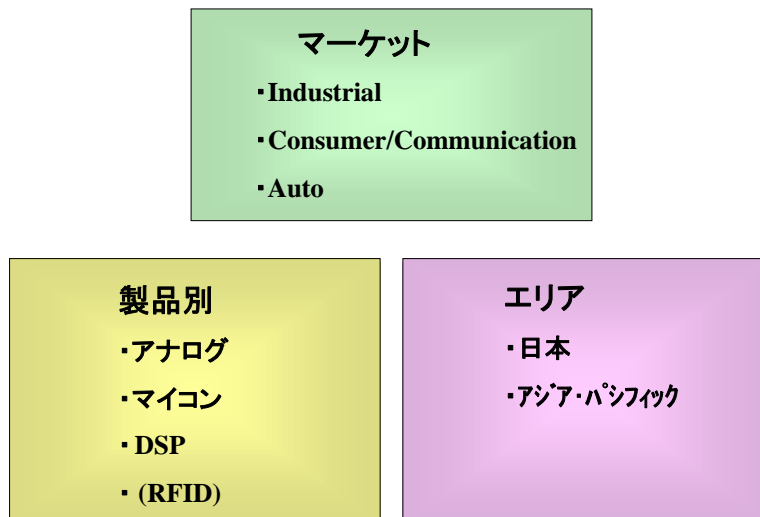 マーケット
・Industrial
・Consumer/Communication
・Auto
製品別
・アナログ
・マイコン
・DSP
・(RFID)
エリア
・日本
・アジア・パシフィック